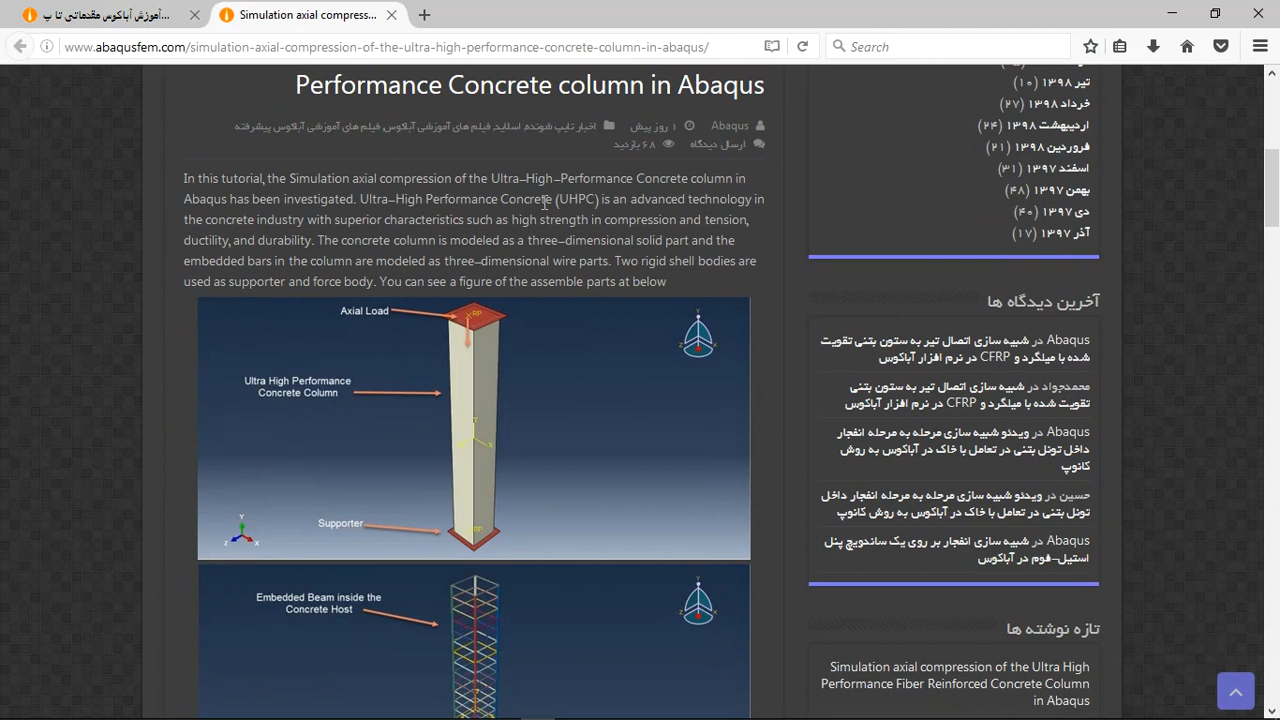 آموزش آباکوس مقدماتی تا پ...
Simulation axial compress...
www.abaqusfem.com/simulation-axial-compression-of-the-ultra-high-performance-concrete-column-in-abaqus/
Search
Performance Concrete column in Abaqus
Abaqus ۱ روز پیش اخبار تایپ شونده, اسلاید, فیلم های آموزشی آباکوس, فیلم های آموزشی آباکوس پیشرفته
ارسال دیدگاه ۶۸ بازدید
In this tutorial, the Simulation axial compression of the Ultra-High-Performance Concrete column in
Abaqus has been investigated. Ultra-High Performance Concrete (UHPC) is an advanced technology in
the concrete industry with superior characteristics such as high strength in compression and tension,
ductility, and durability. The concrete column is modeled as a three-dimensional solid part and the
embedded bars in the column are modeled as three-dimensional wire parts. Two rigid shell bodies are
used as supporter and force body. You can see a figure of the assemble parts at below
Axial Load
RP
Y
Z
X
Ultra High Performance
Concrete Column
Y
X
Supporter
RP
Y
Z
X
Embedded Beam inside the
Concrete Host
Y
Z
X
تیر ۱۳۹۸ (۱۰)
خرداد ۱۳۹۸ (۲۷)
اردیبهشت ۱۳۹۸ (۲۴)
فروردین ۱۳۹۸ (۲۱)
اسفند ۱۳۹۷ (۳۱)
بهمن ۱۳۹۷ (۴۸)
دی ۱۳۹۷ (۴۰)
آذر ۱۳۹۷ (۱۷)
آخرین دیدگاه ها
Abaqus در شبیه سازی اتصال تیر به ستون بتنی تقویت
شده با میلگرد و CFRP در نرم افزار آباکوس
محمدجواد در شبیه سازی اتصال تیر به ستون بتنی
تقویت شده با میلگرد و CFRP در نرم افزار آباکوس
Abaqus در ویدئو شبیه سازی مرحله به مرحله انفجار
داخل تونل بتنی در تعامل با خاک در آباکوس به روش
کانوپ
حسین در ویدئو شبیه سازی مرحله به مرحله انفجار داخل
تونل بتنی در تعامل با خاک در آباکوس به روش کانوپ
Abaqus در شبیه سازی انفجار بر روی یک ساندویچ پنل
استیل-فوم در آباکوس
تازه نوشته ها
Simulation axial compression of the Ultra High
Performance Fiber Reinforced Concrete Column
in Abaqus